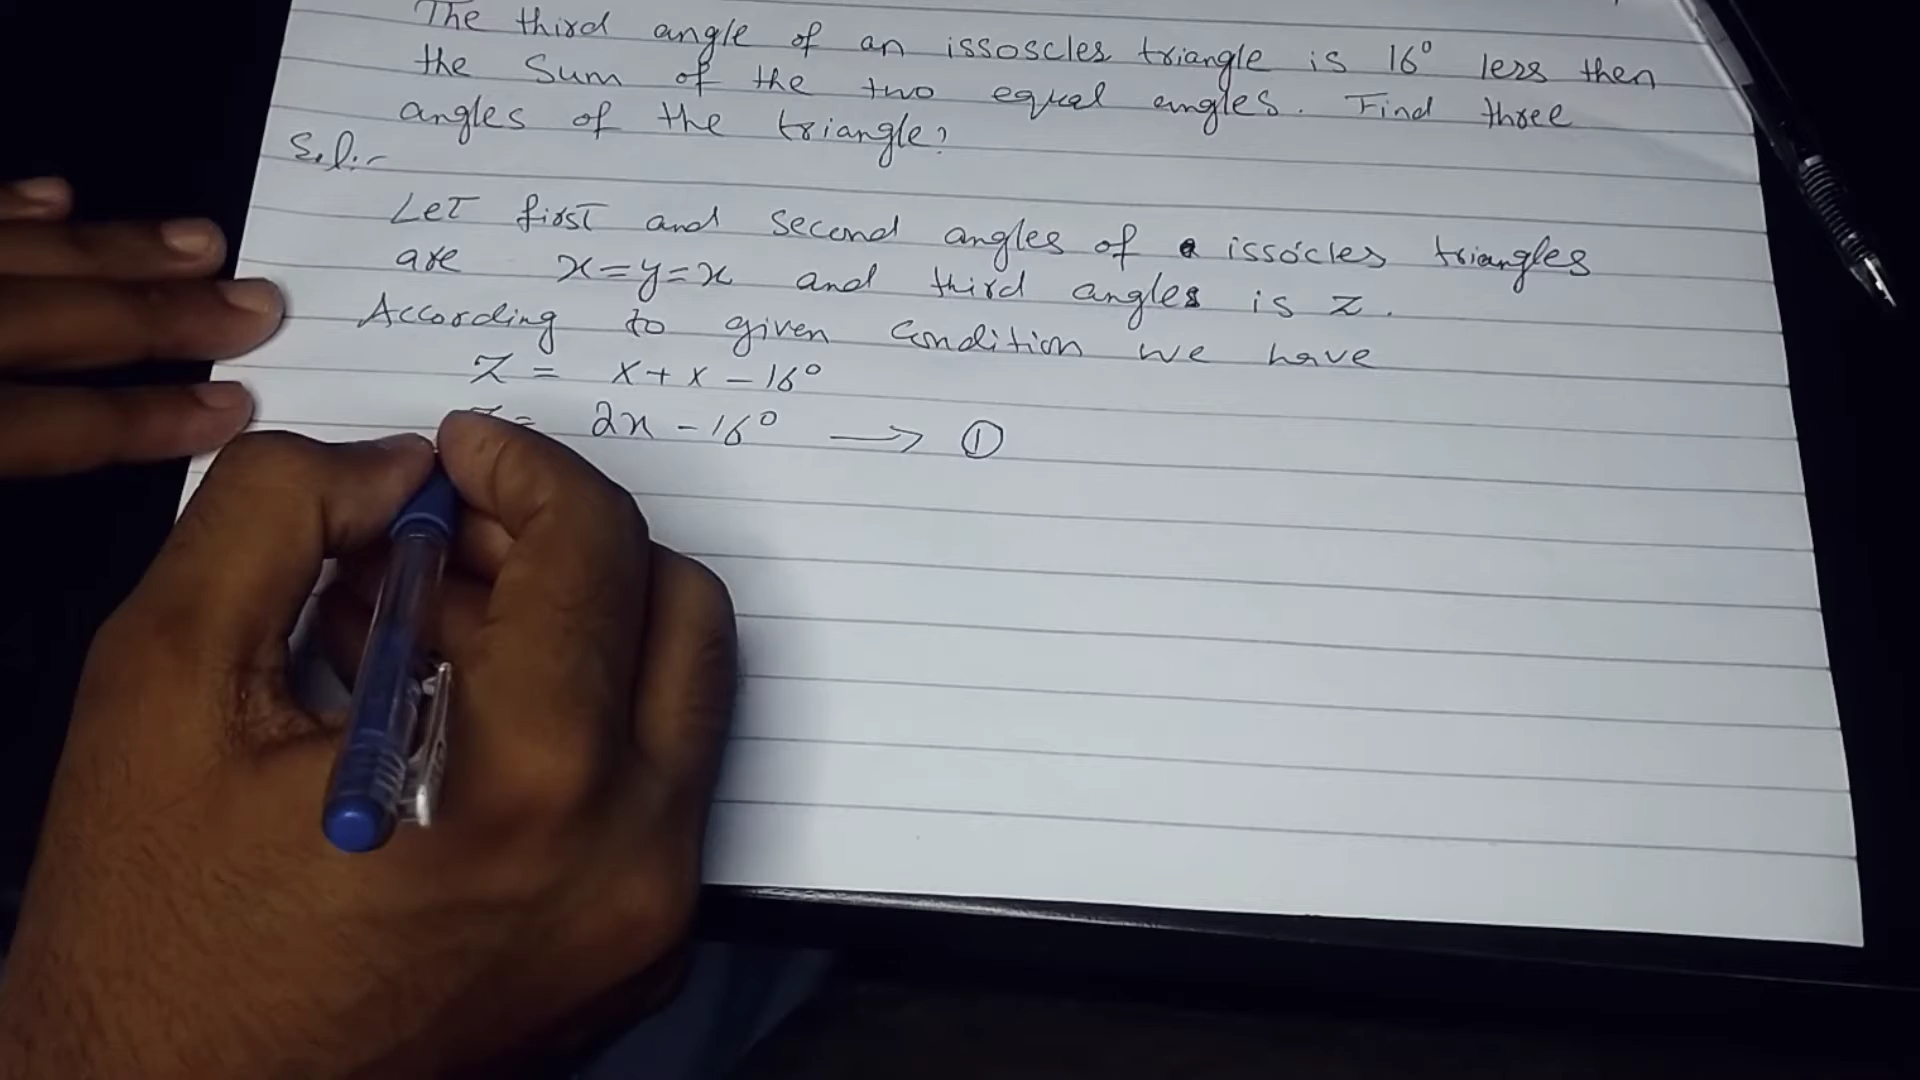 The third angle of an issoscles triangle is 16° less then
the Sum of the two equal angles. Find three
angles of the triangle?
Sol:-
Let first and second angles of a issocles triangles
are x=y=x and third angles is z.
According to given Condition we have
Z = x+x-16°
Z = 2x-16° → ①